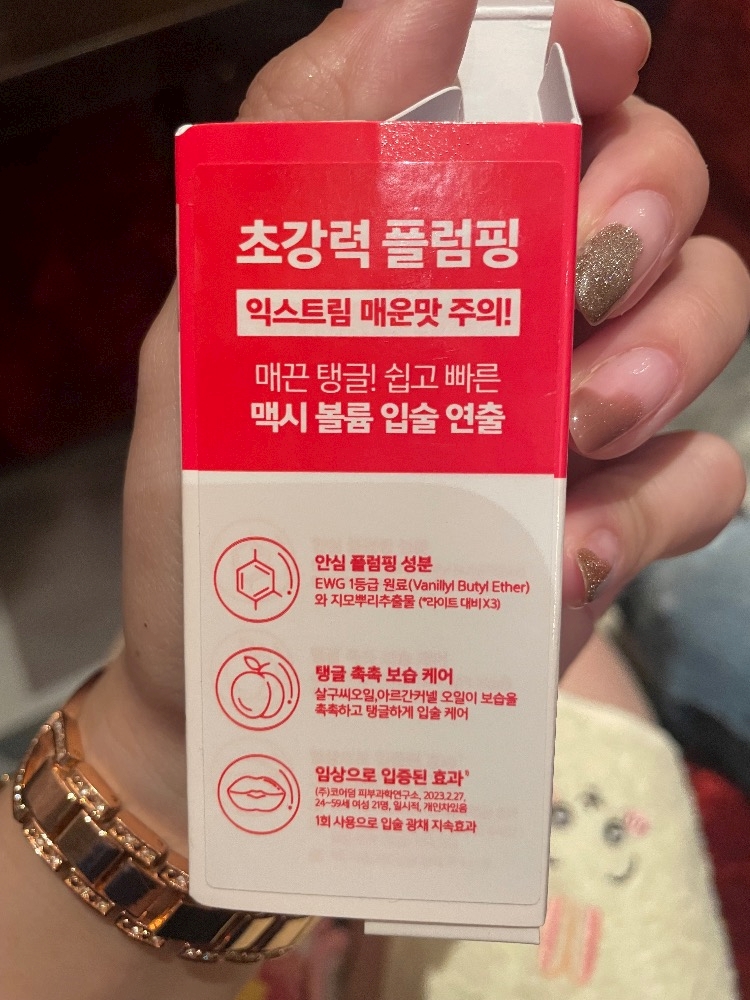 초강력 플럼핑
익스트림 매운맛 주의!
매끈 탱글! 쉽고 빠른
맥시 볼륨 입술 연출
안심 플럼핑 성분
EWG 1등급 원료(Vanillyl Butyl Ether)
와 지모뿌리추출물 (*라이트 대비 X3)
탱글 촉촉 보습 케어
살구씨오일,아르간커넬 오일이 보습을
촉촉하고 탱글하게 입술 케어
임상으로 입증된 효과
(주)코어덤 피부과학연구소, 2023.2.27,
24~59세 여성 21명, 일시적, 개인차있음
1회 사용으로 입술 광채 지속효과